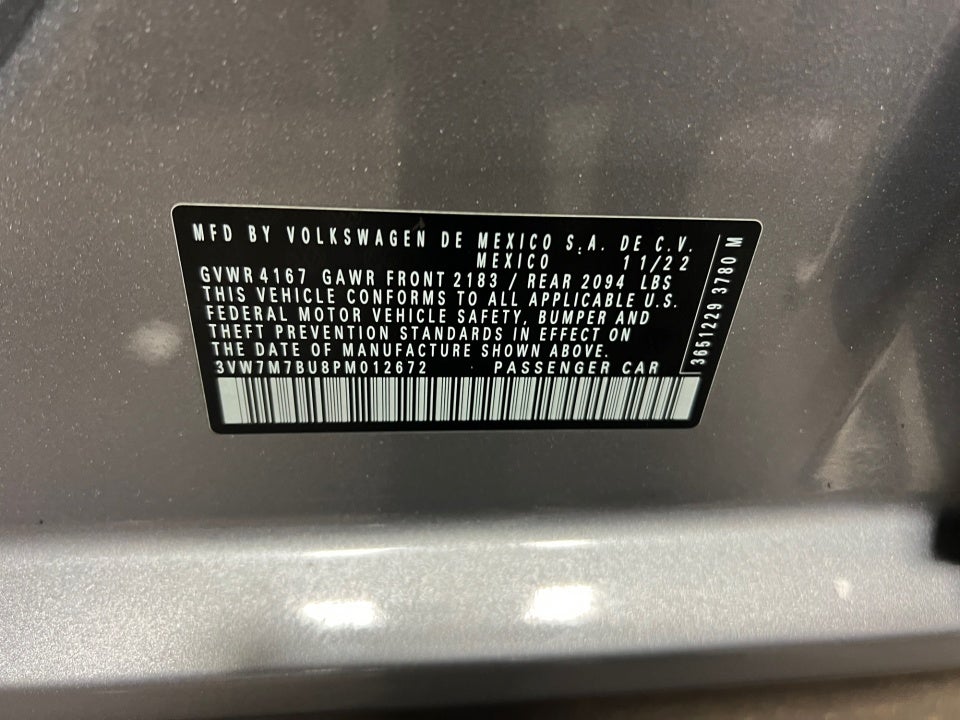 MFD BY VOLKSWAGEN DE MEXICO S.A. DE C.V.
MEXICO 11/22
GVWR 4167 GAWR FRONT 2183 / REAR 2094 LBS
THIS VEHICLE CONFORMS TO ALL APPLICABLE U.S.
FEDERAL MOTOR VEHICLE SAFETY, BUMPER AND
THEFT PREVENTION STANDARDS IN EFFECT ON
THE DATE OF MANUFACTURE SHOWN ABOVE.
3VW7M7BU8PM012672 PASSENGER CAR
3651229 3780 M